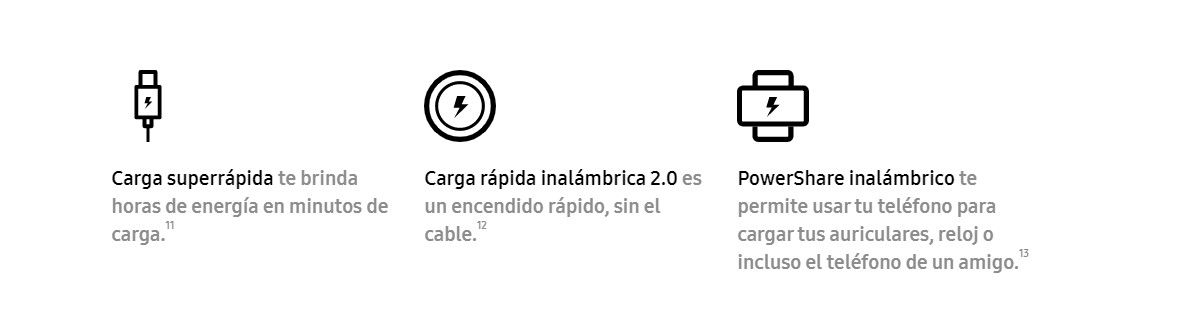 Carga superrápida te brinda
horas de energía en minutos de
carga.11
Carga rápida inalámbrica 2.0 es
un encendido rápido, sin el
cable.12
PowerShare inalámbrico te
permite usar tu teléfono para
cargar tus auriculares, reloj o
incluso el teléfono de un amigo.13